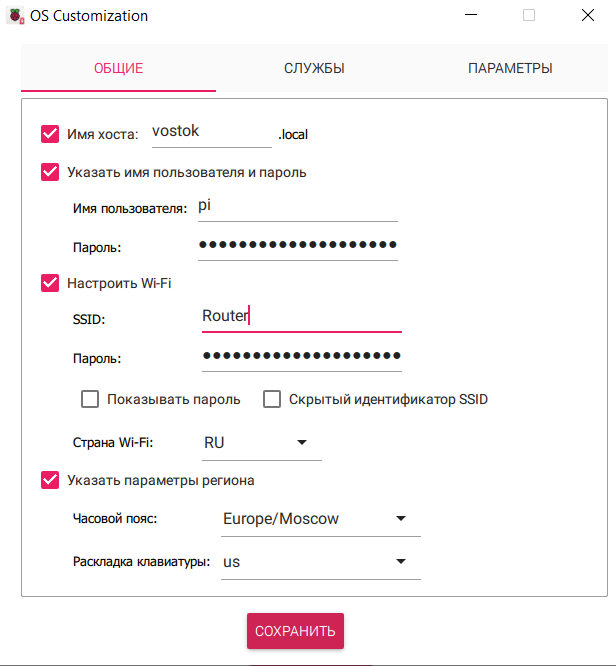 OS Customization
ОБЩИЕ СЛУЖБЫ ПАРАМЕТРЫ
Имя хоста: vostok .local
Указать имя пользователя и пароль
Имя пользователя: pi
Пароль: ●●●●●●●●●●●●●●●●●●●●
Настроить Wi-Fi
SSID: Router
Пароль: ●●●●●●●●●●●●●●●●●●●●
Показывать пароль Скрытый идентификатор SSID
Страна Wi-Fi: RU
Указать параметры региона
Часовой пояс: Europe/Moscow
Раскладка клавиатуры: us
СОХРАНИТЬ